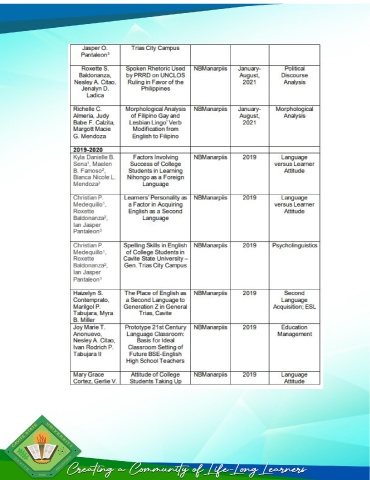 Jasper O. Trias City Campus
Pantaleon³
Roxette S. Spoken Rhetoric Used NBManarpiis January- Political
Baldonanza, by PRRD on UNCLOS August, Discourse
Nesley A. Citao, Ruling in Favor of the 2021 Analysis
Jenalyn D. Philippines
Ladica
Richelle C. Morphological Analysis NBManarpiis January- Morphological
Almeria, Judy of Filipino Gay and August, Analysis
Babe F. Catzita, Lesbian Lingo' Verb 2021
Margott Macie Modification from
G. Mendoza English to Filipino
2019-2020
Kyla Danielle B. Factors Involving NBManarpiis 2019 Language
Sena¹, Maelen Success of College versus Learner
B. Famoso², Students in Learning Attitude
Bianca Nicole L. Nihongo as a Foreign
Mendoza³ Language
Christian P. Learners' Personality as NBManarpiis 2019 Language
Medequillo¹, a Factor in Acquiring versus Learner
Roxette English as a Second Attitude
Baldonanza², Language
Ian Jasper
Pantaleon³
Christian P. Spelling Skills in English NBManarpiis 2019 Psycholinguistics
Medequillo¹, of College Students in
Roxette Cavite State University –
Baldonanza², Gen. Trias City Campus
Ian Jasper
Pantaleon³
Haizelyn S. The Place of English as NBManarpiis 2019 Second
Contemprato, a Second Language to Language
Maritgol P. Generation Z in General Acquisition; ESL
Tabujara, Myra Trias, Cavite
B. Miller
Joy Marie T. Prototype 21st Century NBManarpiis 2019 Education
Anonuevo, Language Classroom: Management
Nesley A. Citao, Basis for Ideal
Ivan Rodrich P. Classroom Setting of
Tabujara II Future BSE-English
High School Teachers
Mary Grace Attitude of College NBManarpiis 2019 Language
Cortez, Gerlie V. Students Taking Up Attitude
Creating a Community of Life-Long Learners